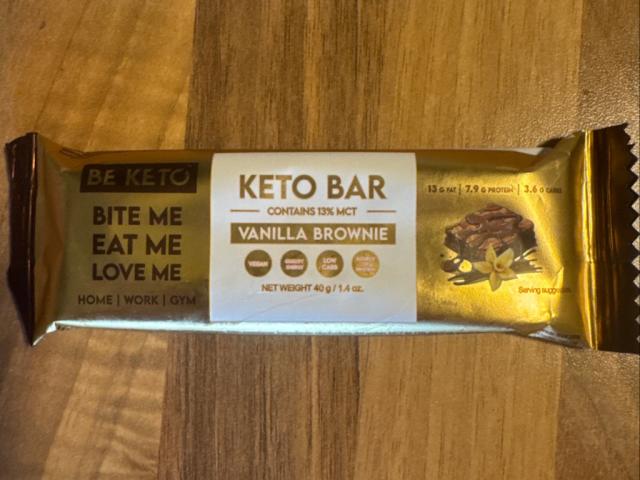 BE KETO
BITE ME
EAT ME
LOVE ME
HOME | WORK | GYM
KETO BAR
CONTAINS 13% MCT
VANILLA BROWNIE
VEGAN
ENERGY
LOW CARB
NET WEIGHT 40 g / 1.4 oz.
13 G FAT | 7.9 G PROTEIN | 3.6 G CARBS
Serving